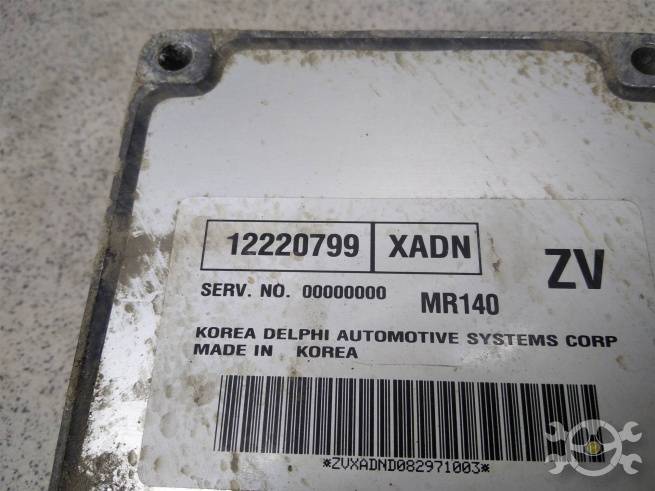 12220799 XADN ZV
SERV. NO. 00000000 MR140
KOREA DELPHI AUTOMOTIVE SYSTEMS CORP
MADE IN KOREA
*ZVXADND082971003*